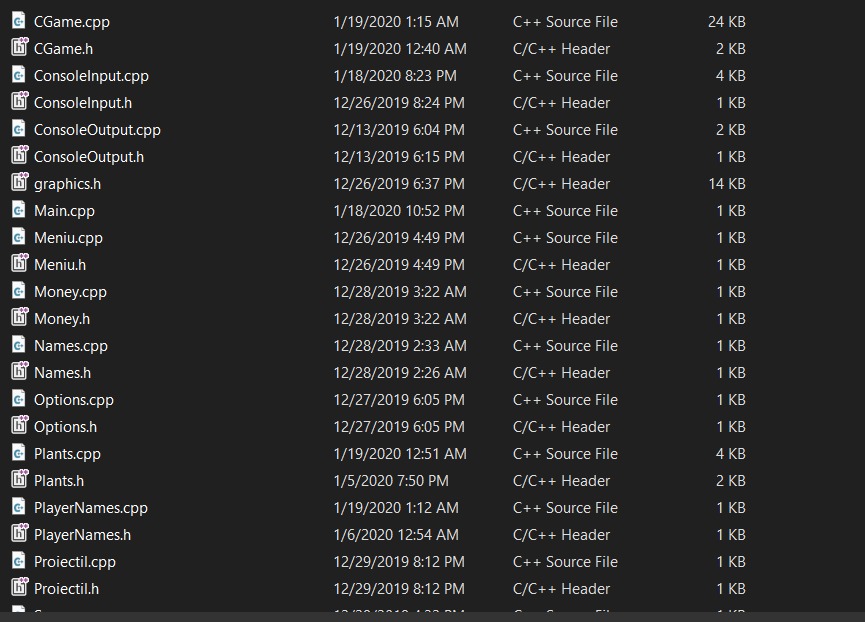 CGame.cpp 1/19/2020 1:15 AM C++ Source File 24 KB
CGame.h 1/19/2020 12:40 AM C/C++ Header 2 KB
ConsoleInput.cpp 1/18/2020 8:23 PM C++ Source File 4 KB
ConsoleInput.h 12/26/2019 8:24 PM C/C++ Header 1 KB
ConsoleOutput.cpp 12/13/2019 6:04 PM C++ Source File 2 KB
ConsoleOutput.h 12/13/2019 6:15 PM C/C++ Header 1 KB
graphics.h 12/26/2019 6:37 PM C/C++ Header 14 KB
Main.cpp 1/18/2020 10:52 PM C++ Source File 1 KB
Meniu.cpp 12/26/2019 4:49 PM C++ Source File 1 KB
Meniu.h 12/26/2019 4:49 PM C/C++ Header 1 KB
Money.cpp 12/28/2019 3:22 AM C++ Source File 1 KB
Money.h 12/28/2019 3:22 AM C/C++ Header 1 KB
Names.cpp 12/28/2019 2:33 AM C++ Source File 1 KB
Names.h 12/28/2019 2:26 AM C/C++ Header 1 KB
Options.cpp 12/27/2019 6:05 PM C++ Source File 1 KB
Options.h 12/27/2019 6:05 PM C/C++ Header 1 KB
Plants.cpp 1/19/2020 12:51 AM C++ Source File 4 KB
Plants.h 1/5/2020 7:50 PM C/C++ Header 2 KB
PlayerNames.cpp 1/19/2020 1:12 AM C++ Source File 1 KB
PlayerNames.h 1/6/2020 12:54 AM C/C++ Header 1 KB
Proiectil.cpp 12/29/2019 8:12 PM C++ Source File 1 KB
Proiectil.h 12/29/2019 8:12 PM C/C++ Header 1 KB